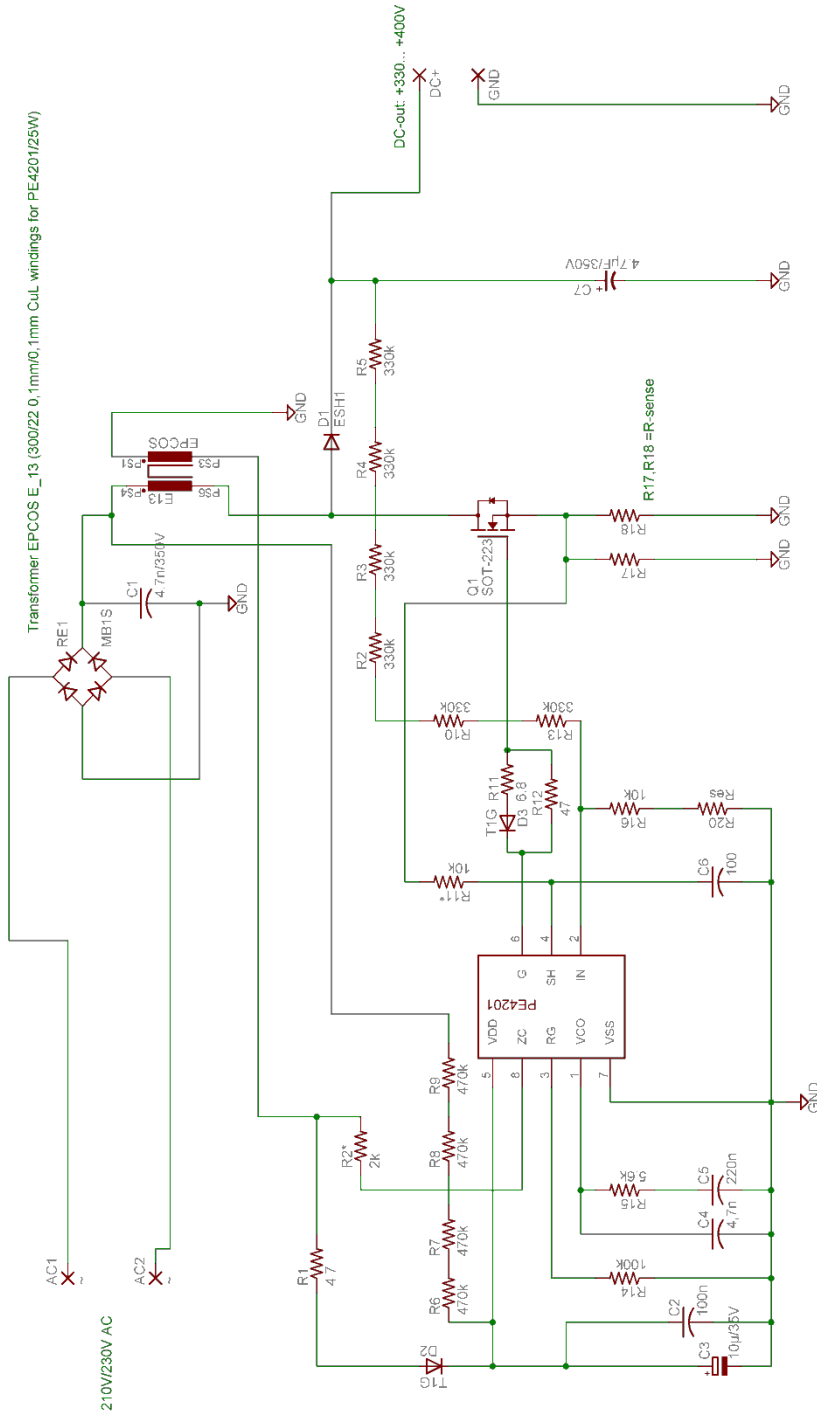 Transformer EPCOS E_13 (300/22 0,1mm/0,1mm CuL windings for PE4201/25W)
210V/230V AC
AC1
~
AC2
~
RE1
MB1S
C1
4.7n/350V
GND
PS4
PS1
E13
EPCOS
PS6
PS3
GND
D1
ESH1
DC-out: +330... +400V
DC+
GND
GND
C7
+
4.7µF/350V
GND
R5
330k
R4
330k
R3
330k
R2
330k
R10
330k
R13
330k
Q1
SOT-223
R17,R18 =R-sense
R17
R18
GND
GND
R11
6.8
T1G
D3
R12
47
R11*
10k
R16
10k
R20
Res
C6
100
PE4201
VDD
ZC
RG
VCO
VSS
G
SH
IN
5
8
3
1
7
6
4
2
R9
470k
R8
470k
R7
470k
R6
470k
R2*
2k
R1
4.7
D2
T1G
R15
5.6k
C5
220n
C4
4,7n
R14
100k
C2
100n
C3
+
10µ/35V
GND